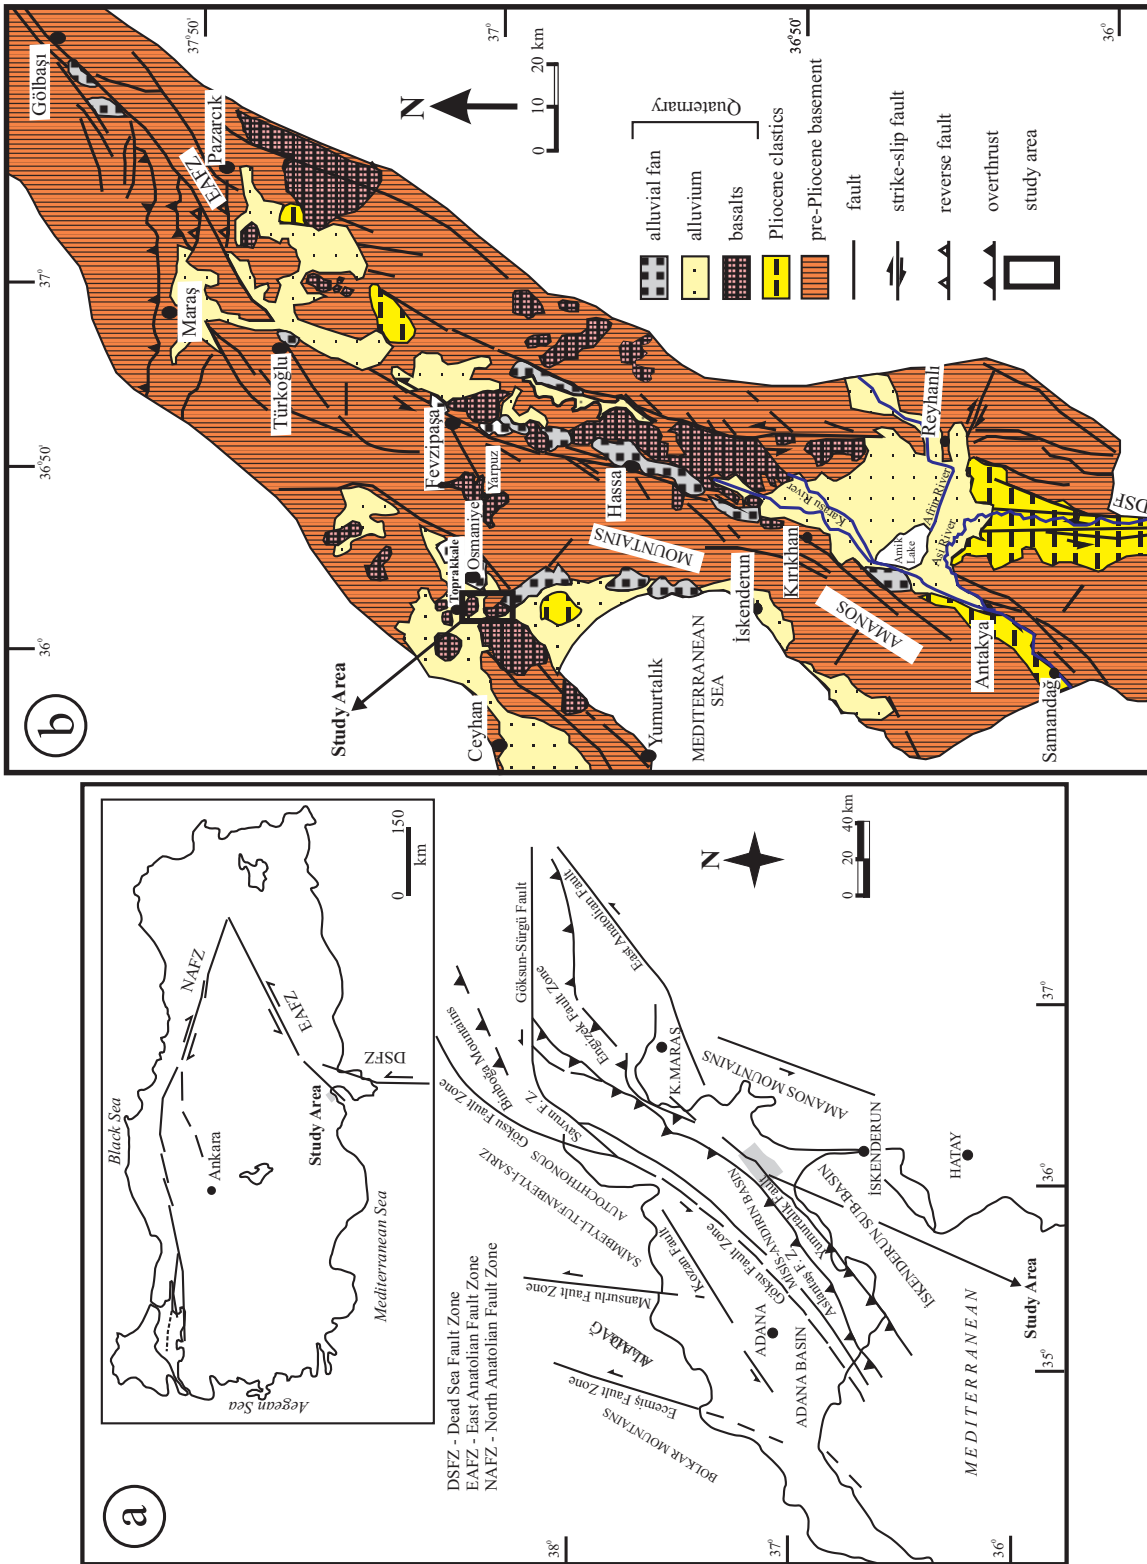 a
Black Sea
NAFZ
Ankara
EAFZ
Study Area
DSFZ
Aegean Sea
Mediterranean Sea
0
150
km
DSFZ - Dead Sea Fault Zone
EAFZ - East Anatolian Fault Zone
NAFZ - North Anatolian Fault Zone
Göksun-Sürgü Fault
Binboğa Mountains
Göksu Fault Zone
Savrun F. Z.
Engizek Fault Zone
East Anatolian Fault
K.MARAS
SAIMBEYLI-TUFANBEYLI-SARIZ
AUTOCHTHONOUS
Mansurlu Fault Zone
Kozan Fault
Göksu Fault Zone
MISIS-ANDIRIN BASIN
Aslantaş F. Z.
Yumurtalık Fault
AMANOS MOUNTAINS
ALADAĞ
Ecemiş Fault Zone
BOLKAR MOUNTAINS
ADANA
ADANA BASIN
İSKENDERUN SUB-BASIN
İSKENDERUN
HATAY
MEDITERRANEAN
Study Area
N
0
20
40 km
38°
37°
36°
35°
36°
37°
b
36°
36°50'
37°
37°50'
37°
36°50'
36°
Gölbaşı
Pazarcık
EAFZ
Maraş
Türkoğlu
Fevzipaşa
Yarpuz
Osmaniye
Toprakkale
Study Area
Ceyhan
Yumurtalık
MEDITERRANEAN
SEA
İskenderun
Hassa
AMANOS
MOUNTAINS
Kırıkhan
Karasu River
Amik
Lake
Afrin River
Asi River
Reyhanlı
Antakya
Samandağ
DSF
N
0
10
20 km
Quaternary
alluvial fan
alluvium
basalts
Pliocene clastics
pre-Pliocene basement
fault
strike-slip fault
reverse fault
overthrust
study area